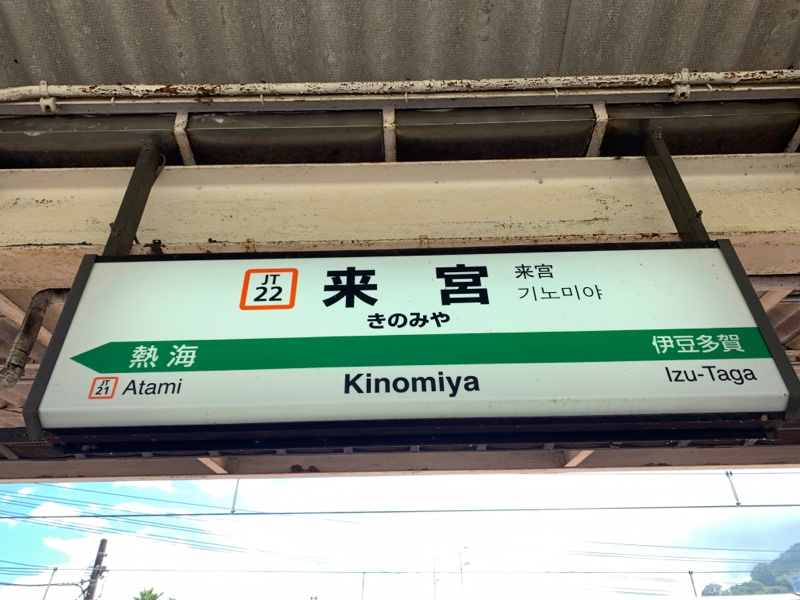 JT
22
来宮
来宫
기노미야
きのみや
熱海
伊豆多賀
JT
21
Atami
Kinomiya
Izu-Taga